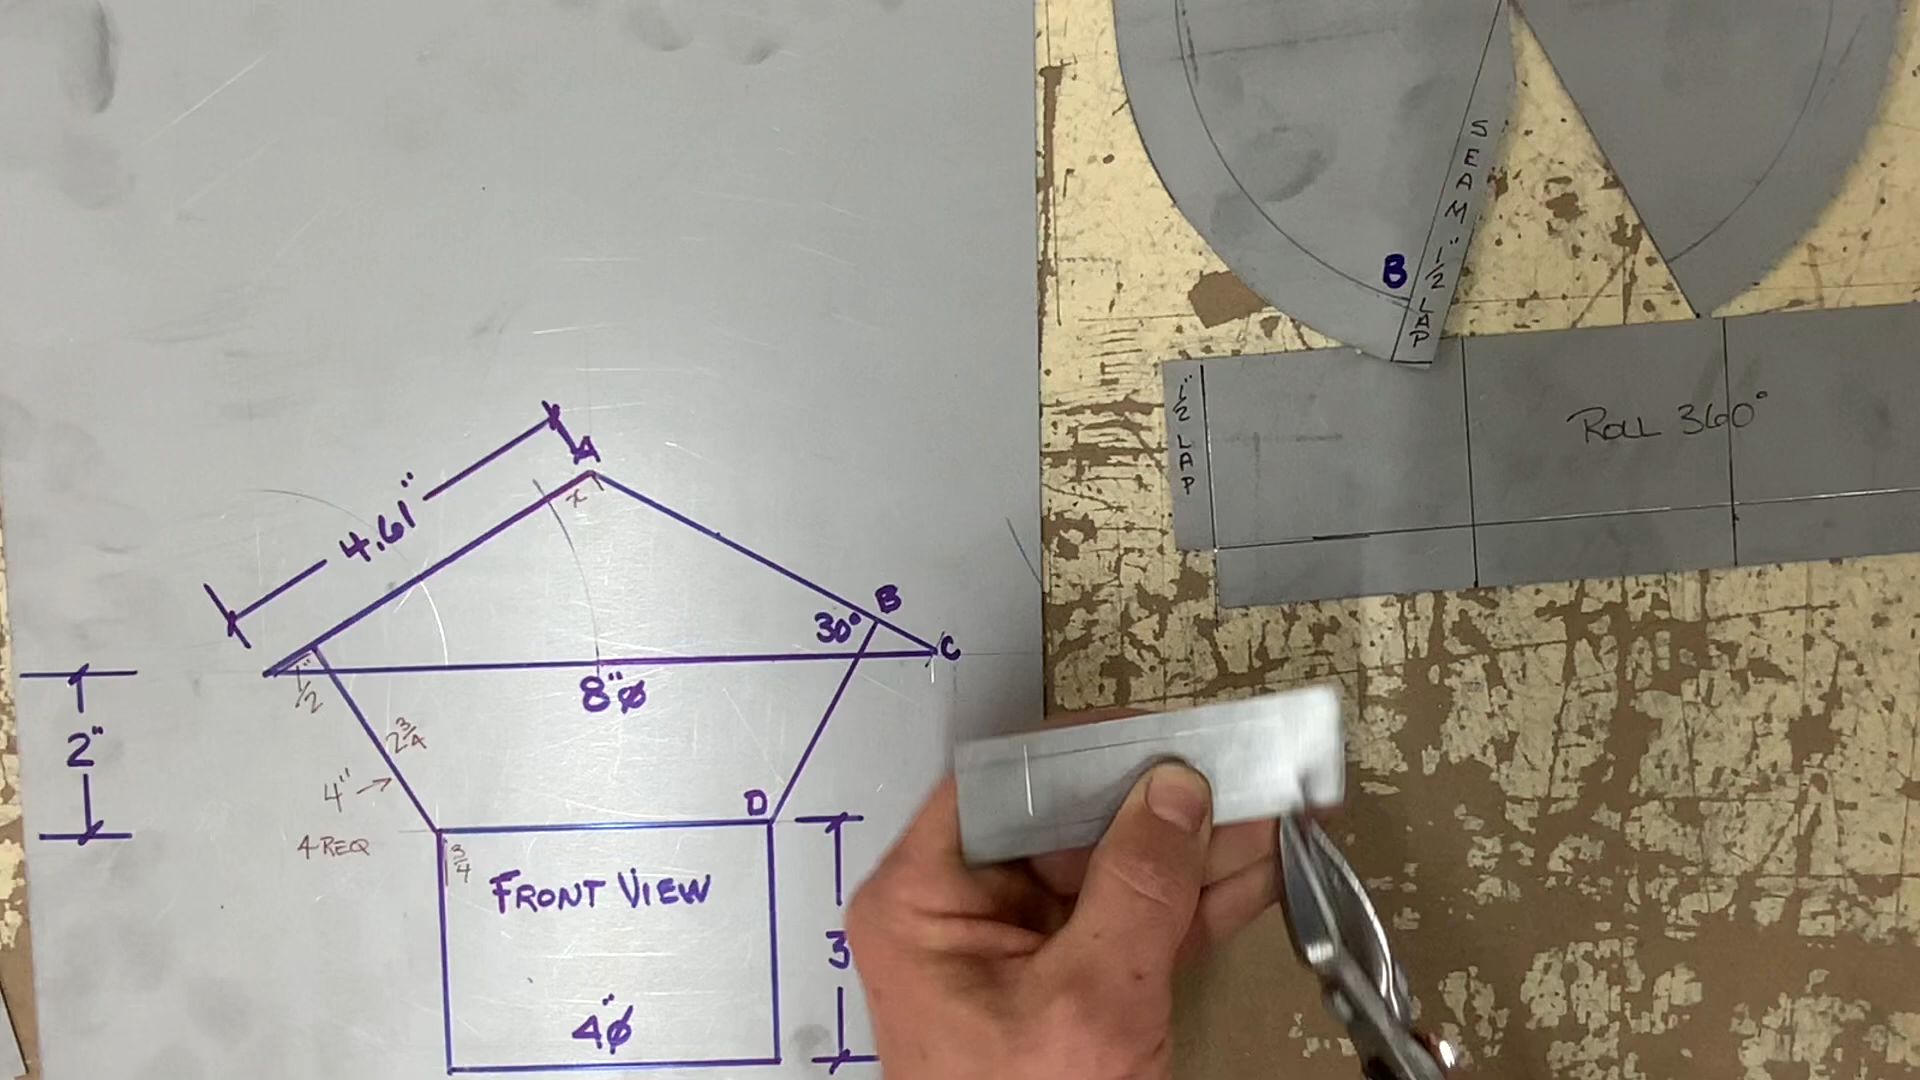 A
x
4.61"
B
30°
C
1/2"
8"ø
2"
2 3/4
4" →
4-REQ
D
3/4
FRONT VIEW
3
4"ø
SEAM 1/2" LAP
B
1/2" LAP
ROLL 360°